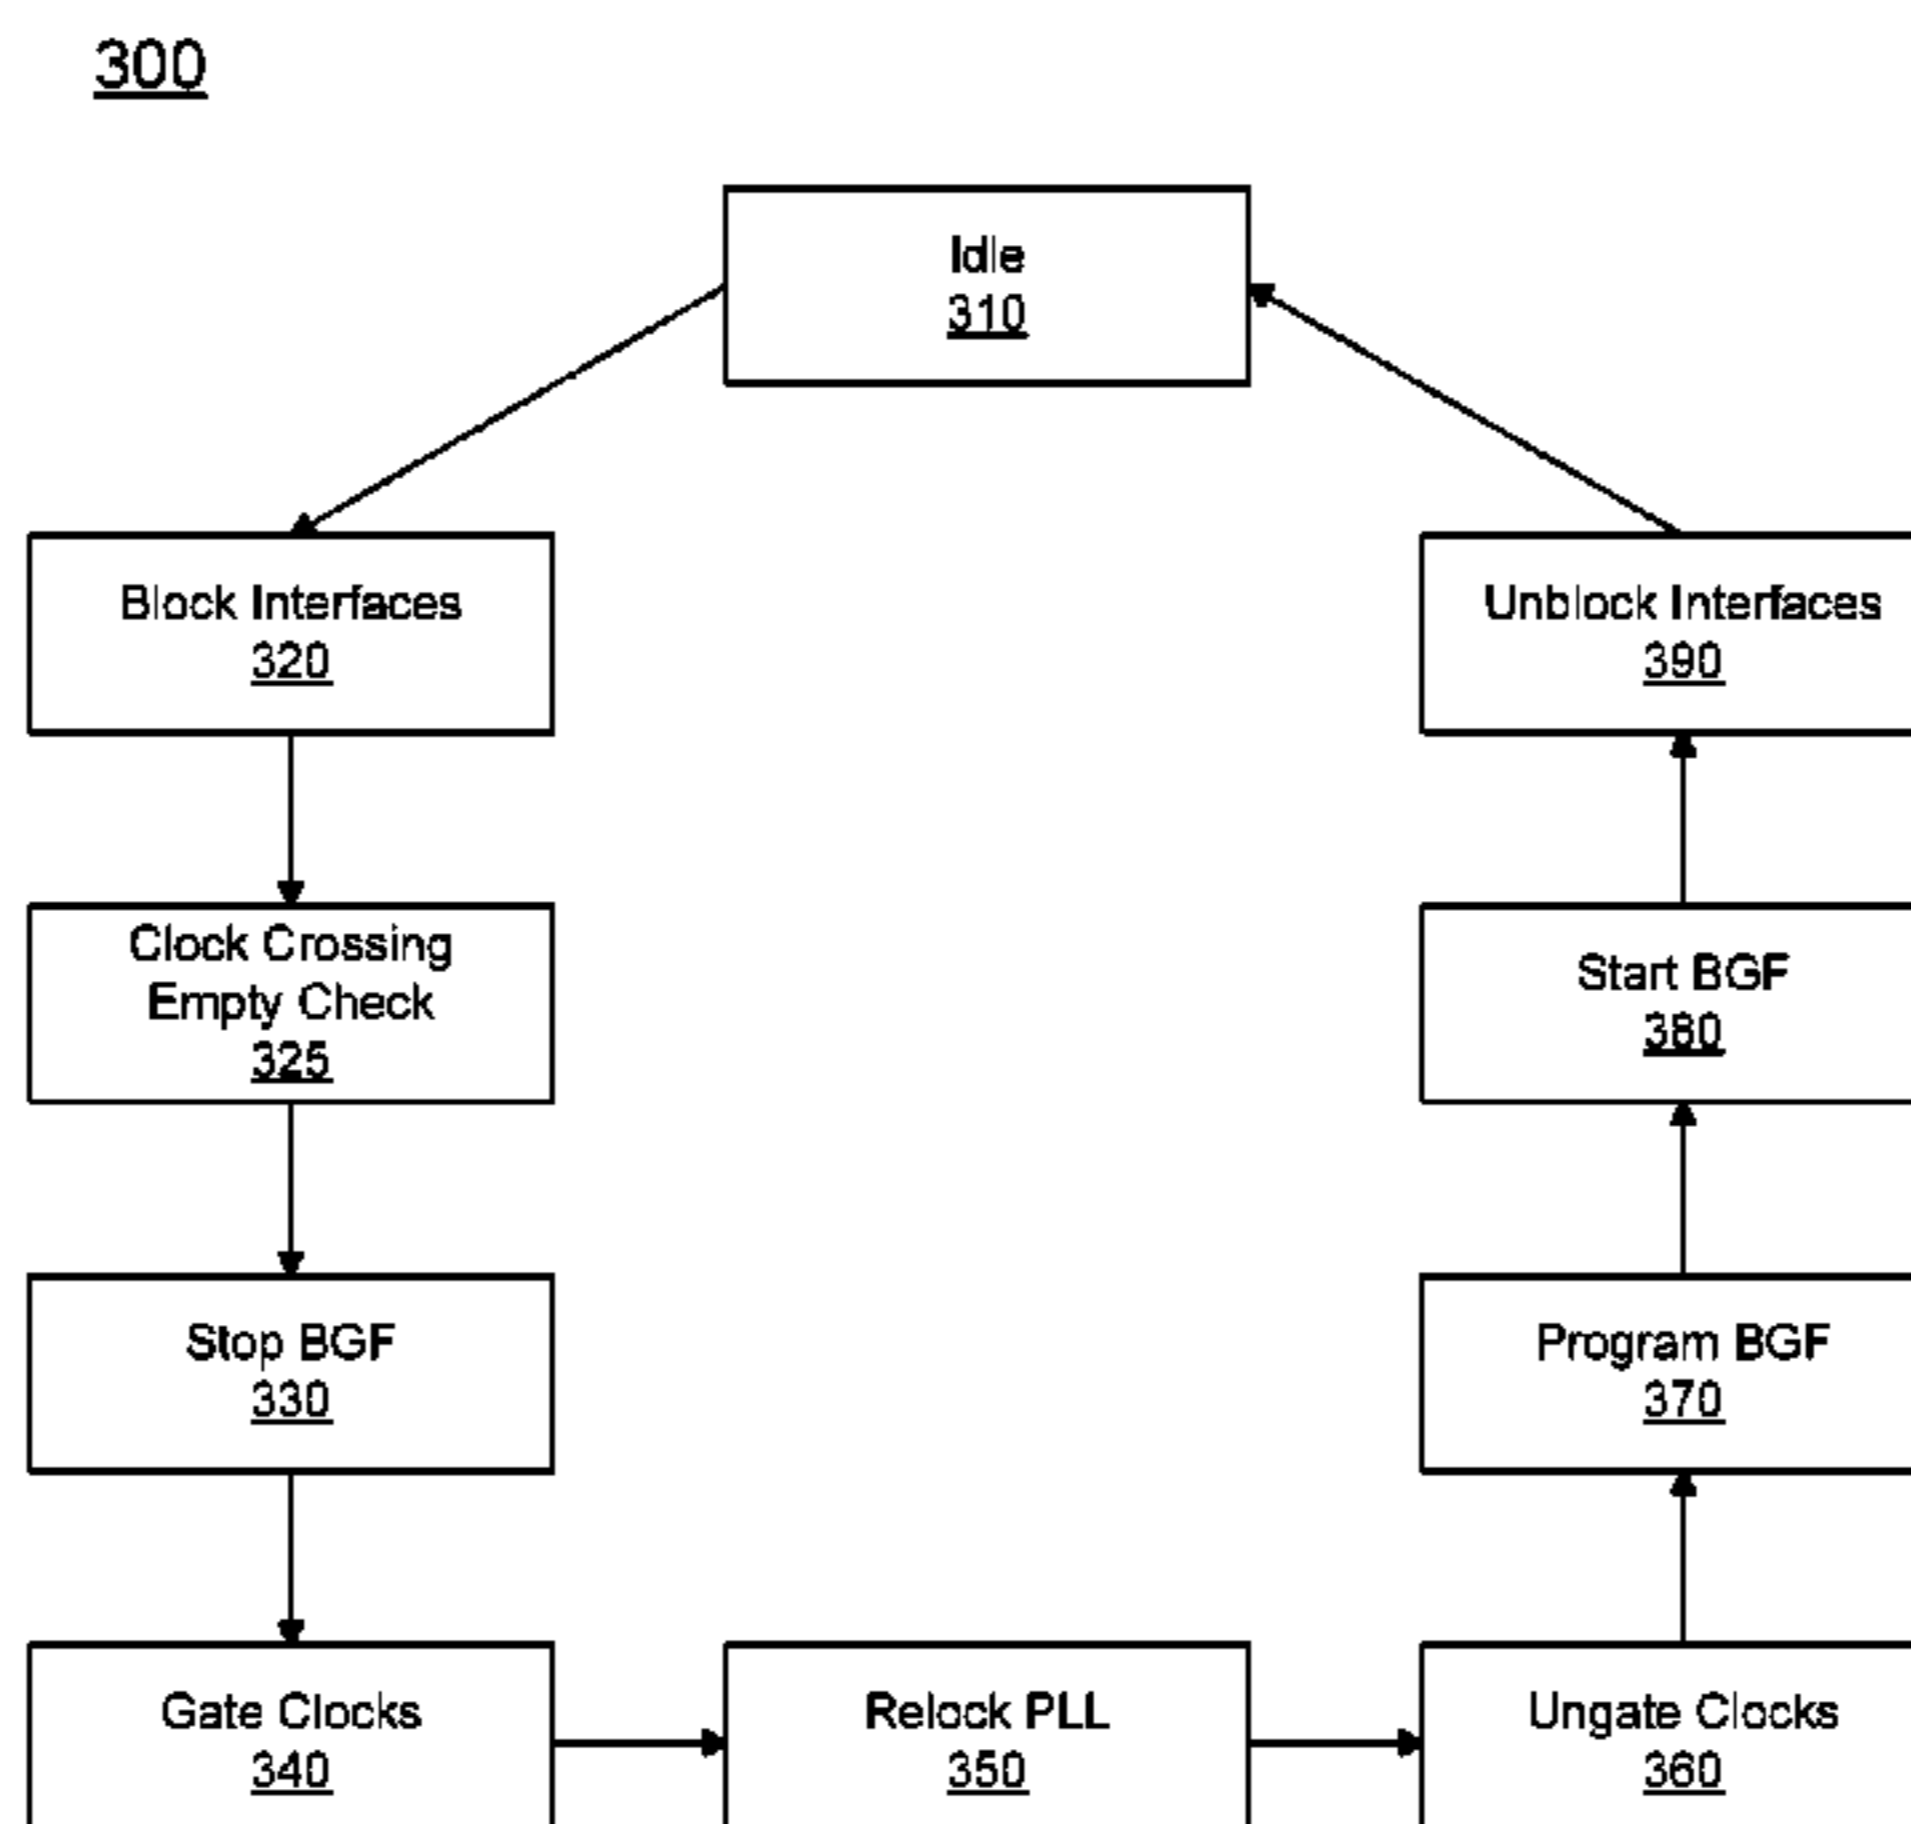 300
Idle
310
Block Interfaces
320
Unblock Interfaces
390
Clock Crossing
Empty Check
325
Start BGF
380
Stop BGF
330
Program BGF
370
Gate Clocks
340
Relock PLL
350
Ungate Clocks
360